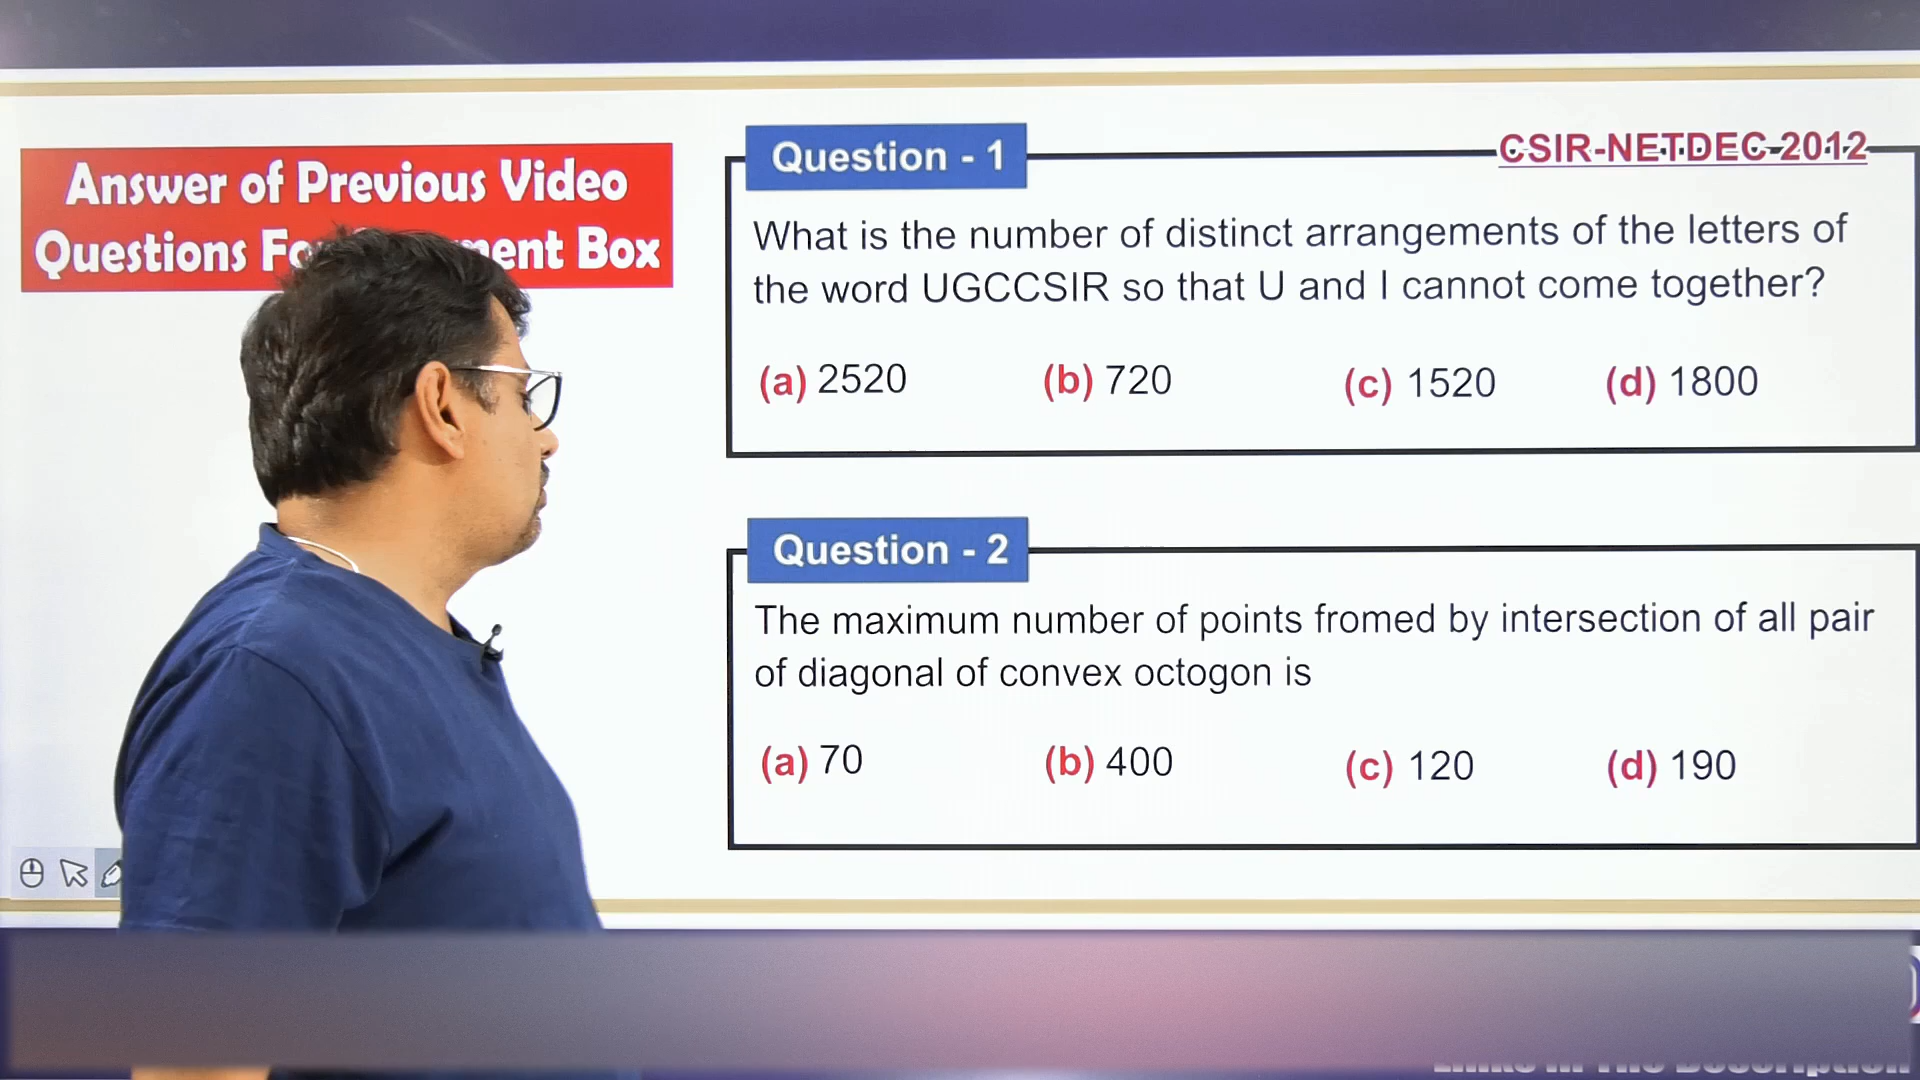 Answer of Previous Video
Questions Fo ment Box
Question - 1
CSIR-NETDEC-2012
What is the number of distinct arrangements of the letters of
the word UGCCSIR so that U and I cannot come together?
(a) 2520 (b) 720 (c) 1520 (d) 1800
Question - 2
The maximum number of points fromed by intersection of all pair
of diagonal of convex octogon is
(a) 70 (b) 400 (c) 120 (d) 190